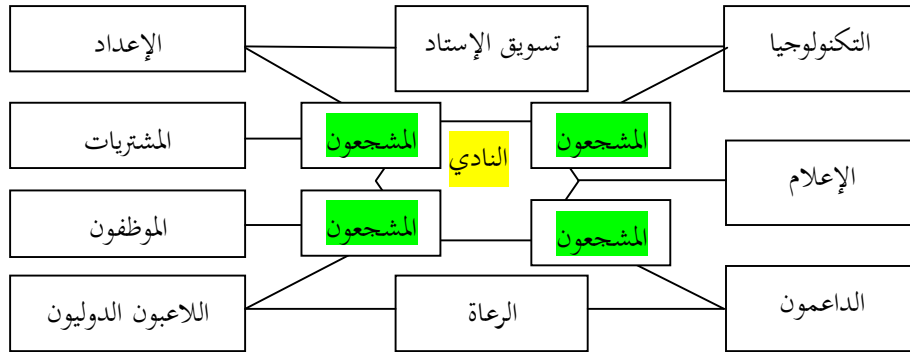 التكنولوجيا
تسويق الإستاد
الإعداد
المشجعون
المشجعون
المشتريات
النادي
الإعلام
المشجعون
المشجعون
الموظفون
الداعمون
الرعاة
اللاعبون الدوليون